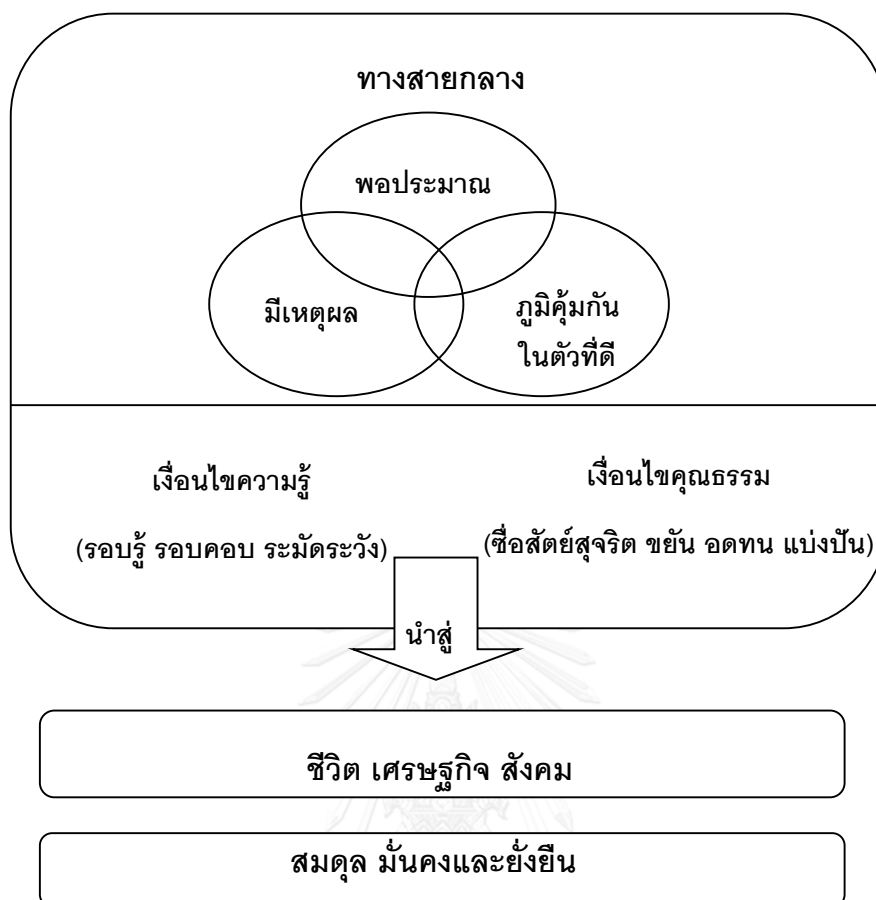 ทางสายกลาง
พอประมาณ
มีเหตุผล
ภูมิคุ้มกัน
ในตัวที่ดี
เงื่อนไขความรู้
(รอบรู้ รอบคอบ ระมัดระวัง)
เงื่อนไขคุณธรรม
(ซื่อสัตย์สุจริต ขยัน อดทน แบ่งปัน)
นำสู่
ชีวิต เศรษฐกิจ สังคม
สมดุล มั่นคงและยั่งยืน